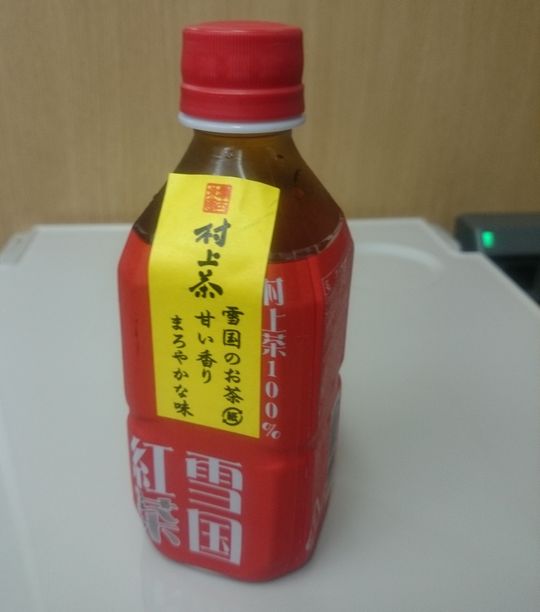 村上茶
雪国のお茶
甘い香り
まろやかな味
村上茶100%
雪国
紅茶